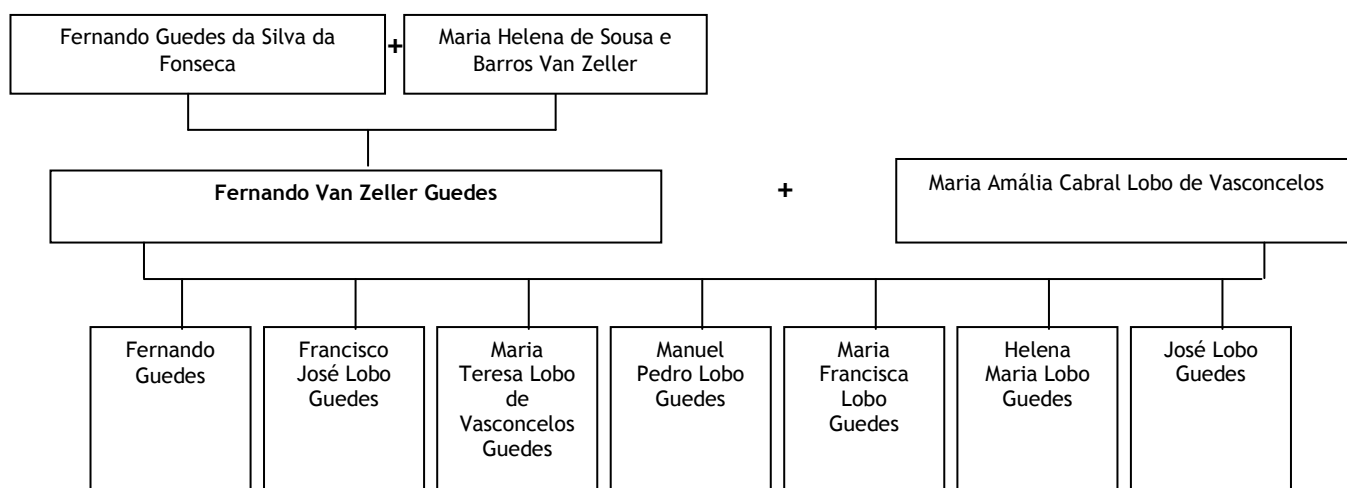 Fernando Guedes da Silva da
Fonseca
+
Maria Helena de Sousa e
Barros Van Zeller
Fernando Van Zeller Guedes
+
Maria Amália Cabral Lobo de Vasconcelos
Fernando
Guedes
Francisco
José Lobo
Guedes
Maria
Teresa Lobo
de
Vasconcelos
Guedes
Manuel
Pedro Lobo
Guedes
Maria
Francisca
Lobo
Guedes
Helena
Maria Lobo
Guedes
José Lobo
Guedes